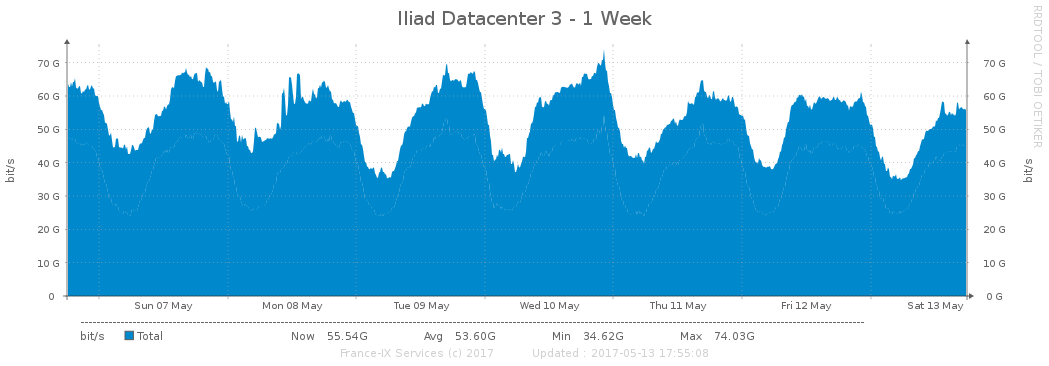 Iliad Datacenter 3 - 1 Week
RRDTOOL / TOBI OETIKER
bit/s
70 G 70 G
60 G 60 G
50 G 50 G
40 G 40 G
30 G 30 G
20 G 20 G
10 G 10 G
0 0 G
bit/s
Sun 07 May Mon 08 May Tue 09 May Wed 10 May Thu 11 May Fri 12 May Sat 13 May
bit/s Total Now 55.54G Avg 53.60G Min 34.62G Max 74.03G
France-IX Services (c) 2017 Updated : 2017-05-13 17:55:08